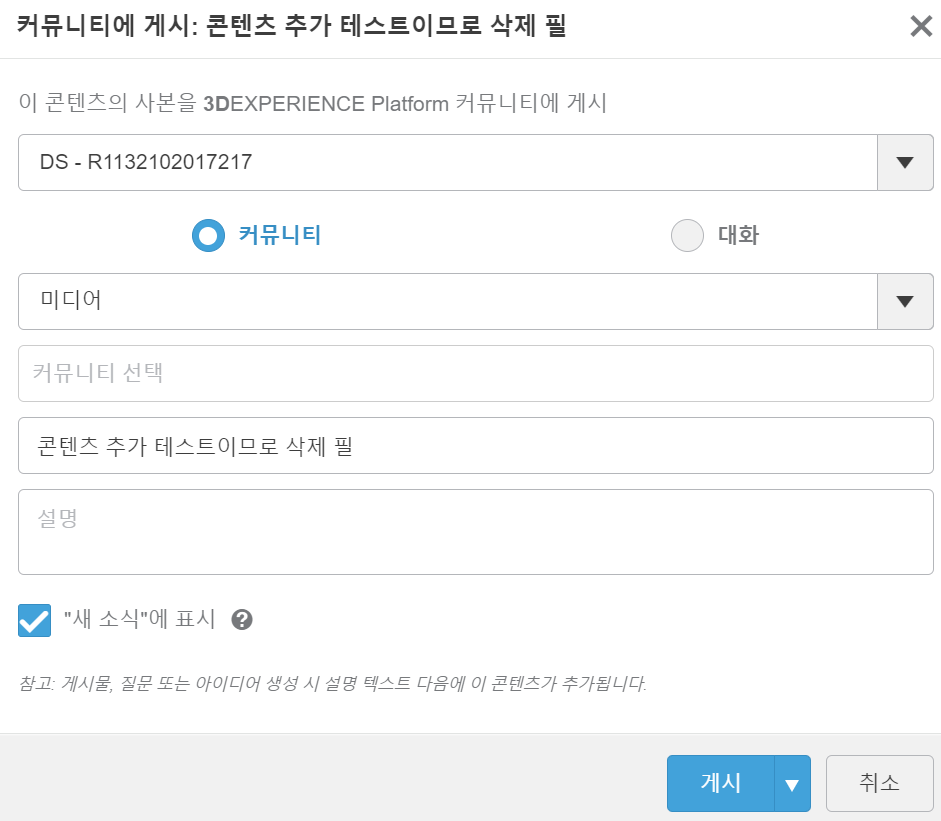 커뮤니티에 게시: 콘텐츠 추가 테스트이므로 삭제 필
이 콘텐츠의 사본을 3DEXPERIENCE Platform 커뮤니티에 게시
DS - R1132102017217
커뮤니티 대화
미디어
커뮤니티 선택
콘텐츠 추가 테스트이므로 삭제 필
설명
"새 소식"에 표시 ?
참고: 게시물, 질문 또는 아이디어 생성 시 설명 텍스트 다음에 이 콘텐츠가 추가됩니다.
게시 취소